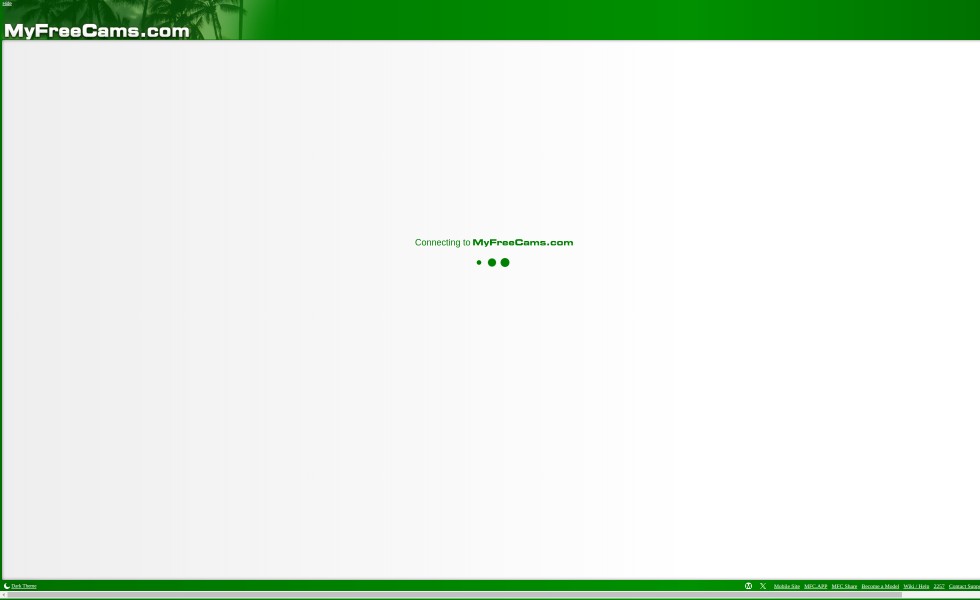 Hide
MyFreeCams.com
Connecting to MyFreeCams.com
Dark Theme
X Mobile Site MFC.APP MFC Share Become a Model Wiki / Help 2257 Contact